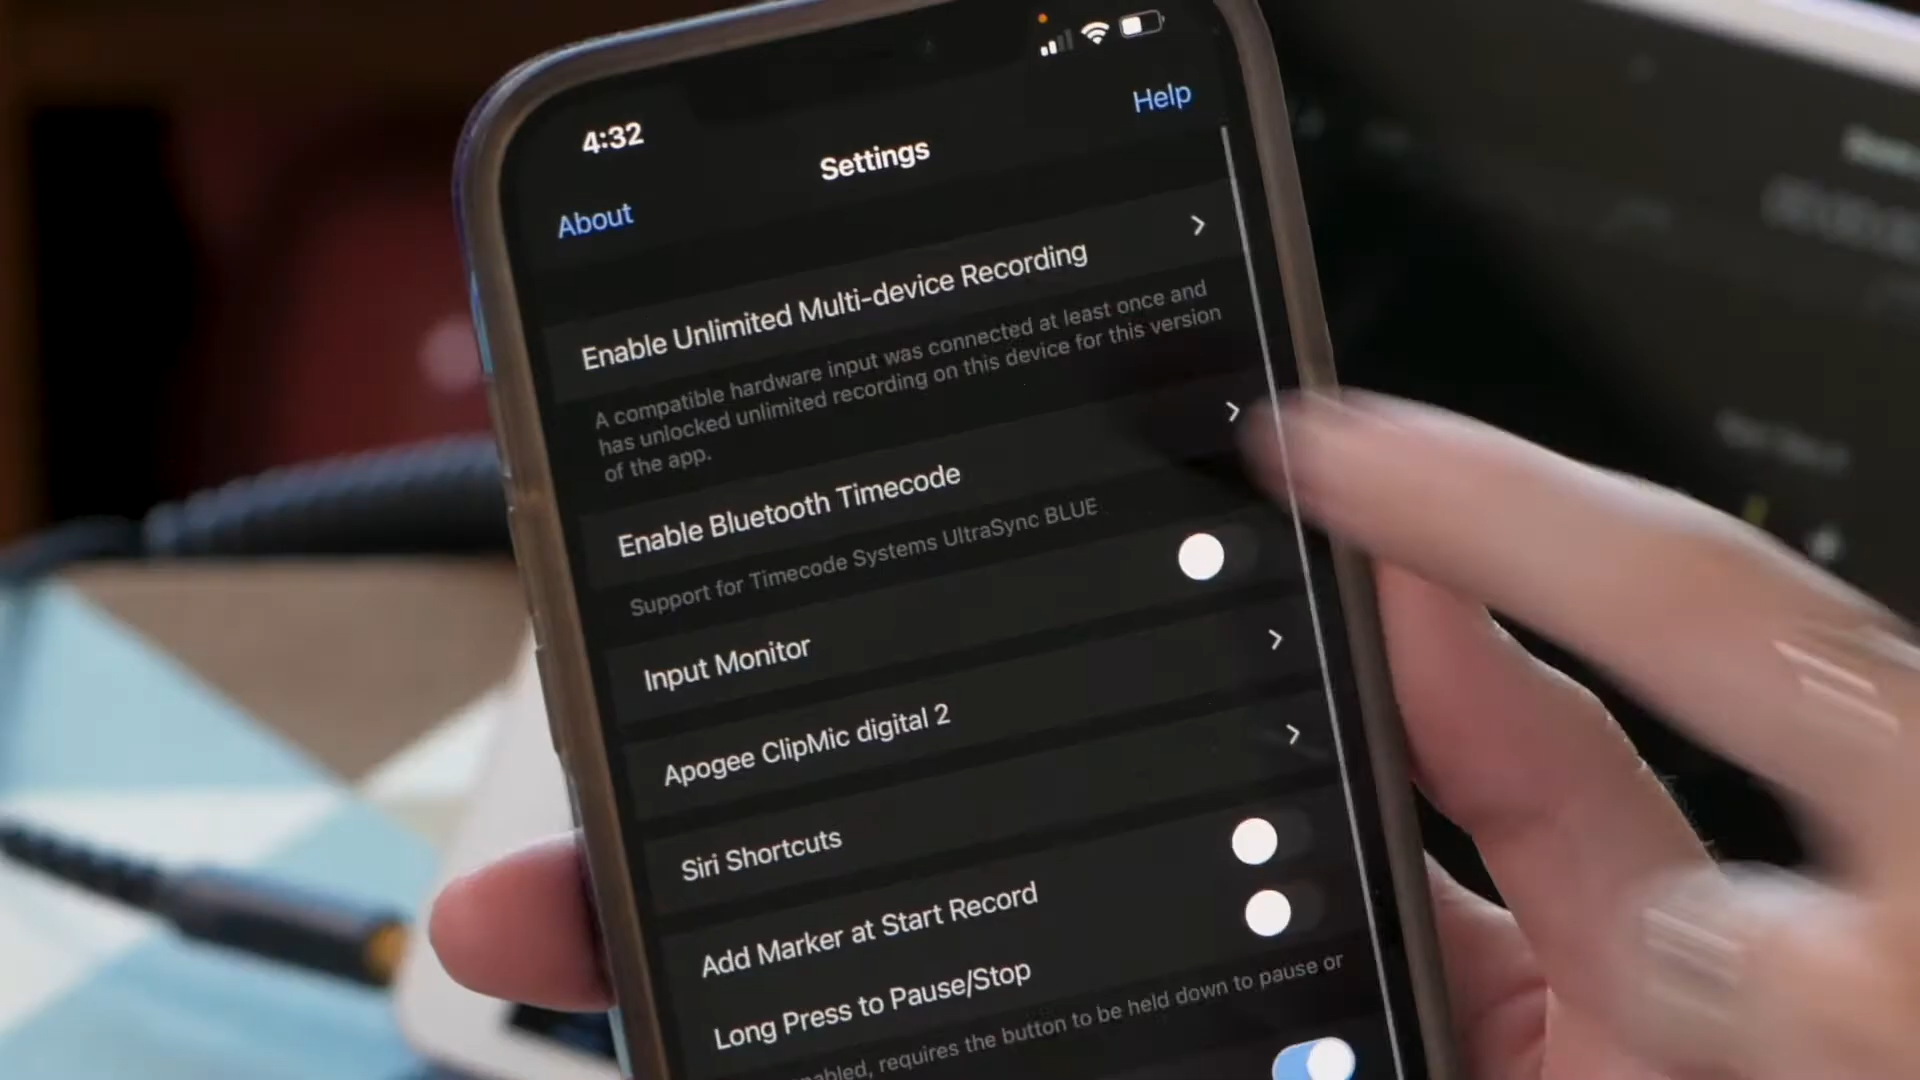 4:32
Help
Settings
About
Enable Unlimited Multi-device Recording
A compatible hardware input was connected at least once and
has unlocked unlimited recording on this device for this version
of the app.
Enable Bluetooth Timecode
Support for Timecode Systems UltraSync BLUE
Input Monitor
Apogee ClipMic digital 2
Siri Shortcuts
Add Marker at Start Record
Long Press to Pause/Stop
requires the button to be held down to pause or